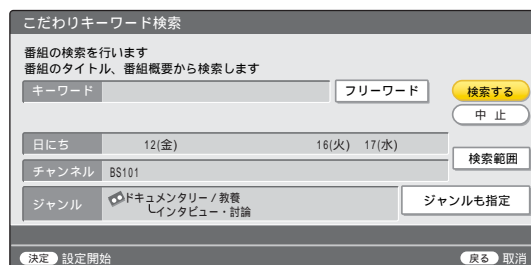 こだわりキーワード検索
番組の検索を行います
番組のタイトル、番組概要から検索します
キーワード フリーワード 検索する
中 止
日にち 12(金) 16(火) 17(水) 検索範囲
チャンネル BS101
ジャンル ドキュメンタリー / 教養 ジャンルも指定
インタビュー・討論
決定 設定開始 戻る 取消